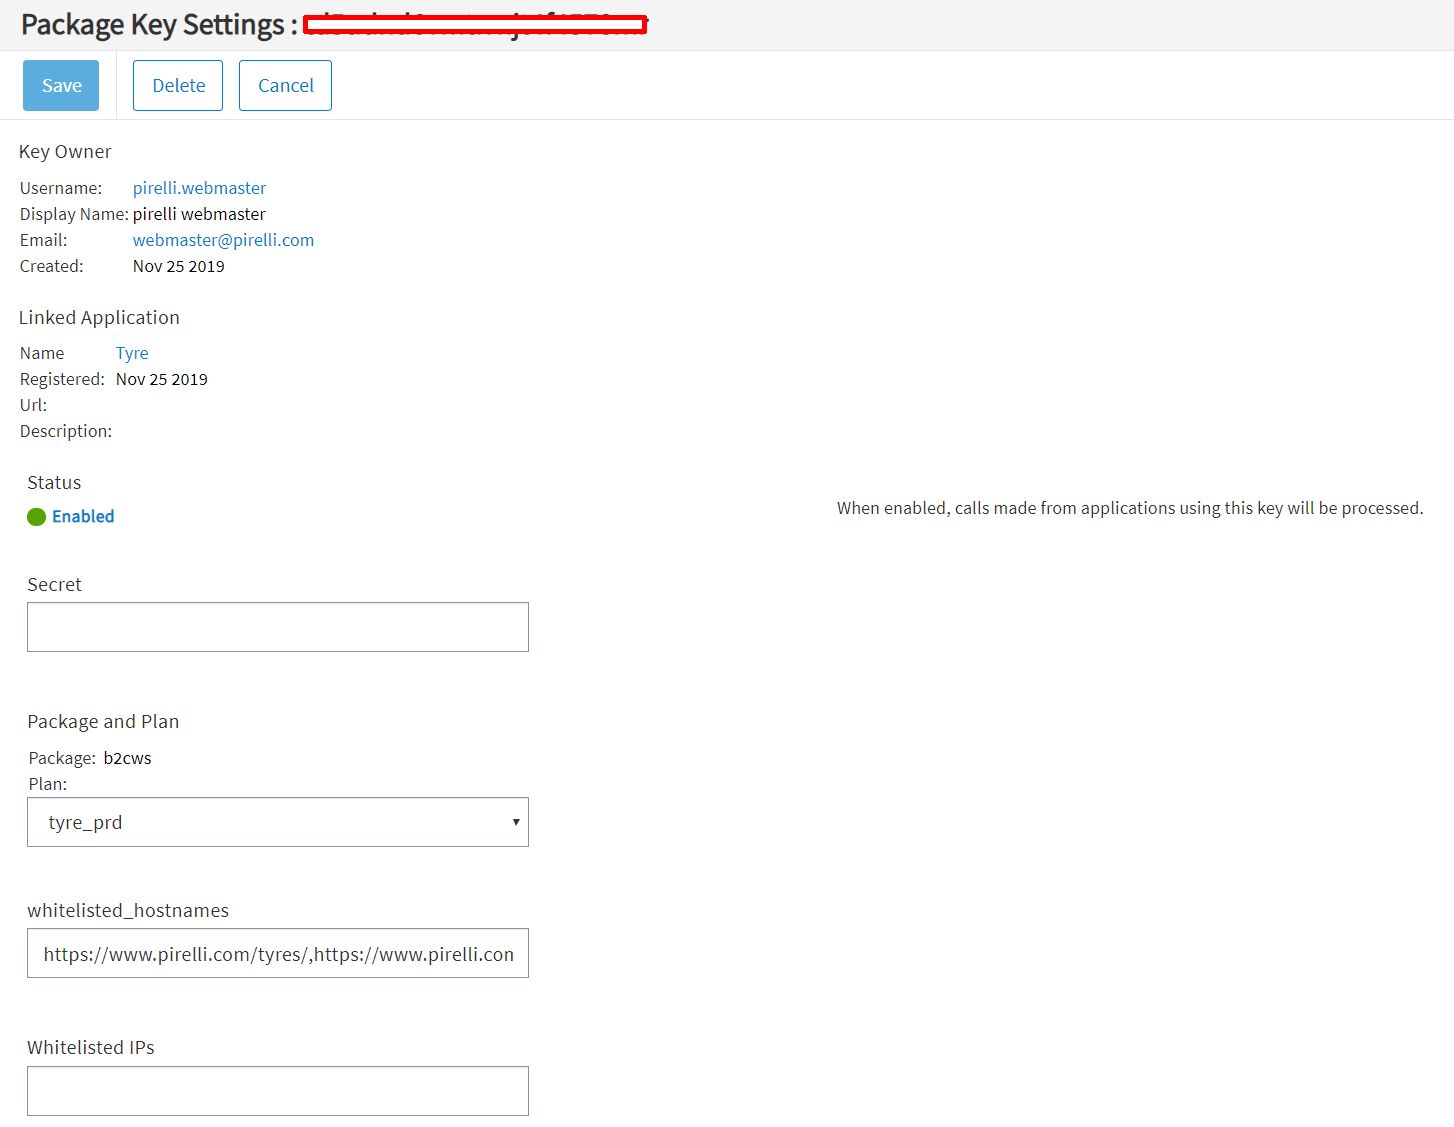 Package Key Settings :
Save
Delete
Cancel
Key Owner
Username: pirelli.webmaster
Display Name: pirelli webmaster
Email: webmaster@pirelli.com
Created: Nov 25 2019
Linked Application
Name Tyre
Registered: Nov 25 2019
Url:
Description:
Status
Enabled
When enabled, calls made from applications using this key will be processed.
Secret
Package and Plan
Package: b2cws
Plan:
tyre_prd
whitelisted_hostnames
https://www.pirelli.com/tyres/,https://www.pirelli.con
Whitelisted IPs